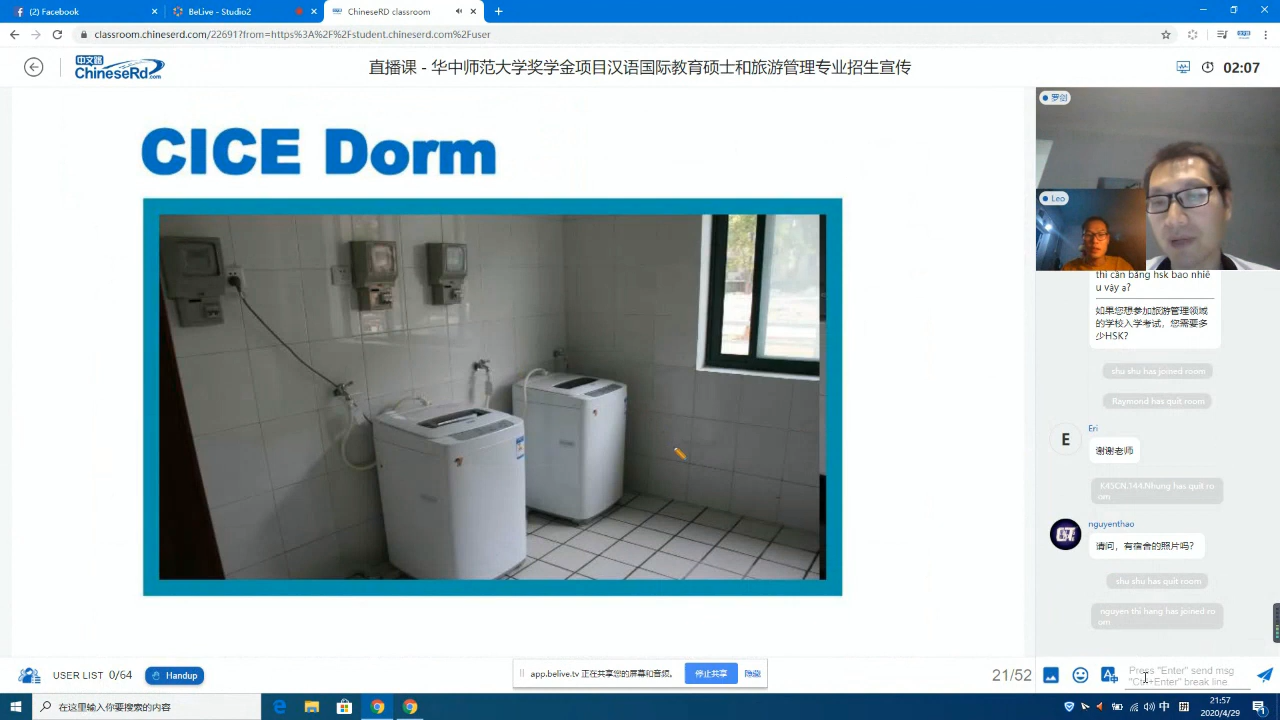 (2) Facebook
BeLive - Studio2
ChineseRD classroom
classroom.chineserd.com/22691?from=https%3A%2F%2Fstudent.chineserd.com%2Fuser
中文路
ChineseRd.com
直播课 - 华中师范大学奖学金项目汉语国际教育硕士和旅游管理专业招生宣传
02:07
CICE Dorm
罗剑
Leo
thì cần bằng hsk bao nhiê
u vậy ạ?
如果您想参加旅游管理领域
的学校入学考试，您需要多
少HSK?
shu shu has joined room
Raymond has quit room
E
Eri
谢谢老师
K45CN.144.Nhung has quit ro
om
nguyenthao
请问，有宿舍的照片吗?
shu shu has quit room
nguyen thi hang has joined ro
om
USER LIST 0/64
Handup
app.belive.tv 正在共享您的屏幕和音频。
停止共享
隐藏
21/52
Press "Enter" send msg
"Ctrl+Enter" break line
在这里输入你要搜索的内容
中
21:57
2020/4/29